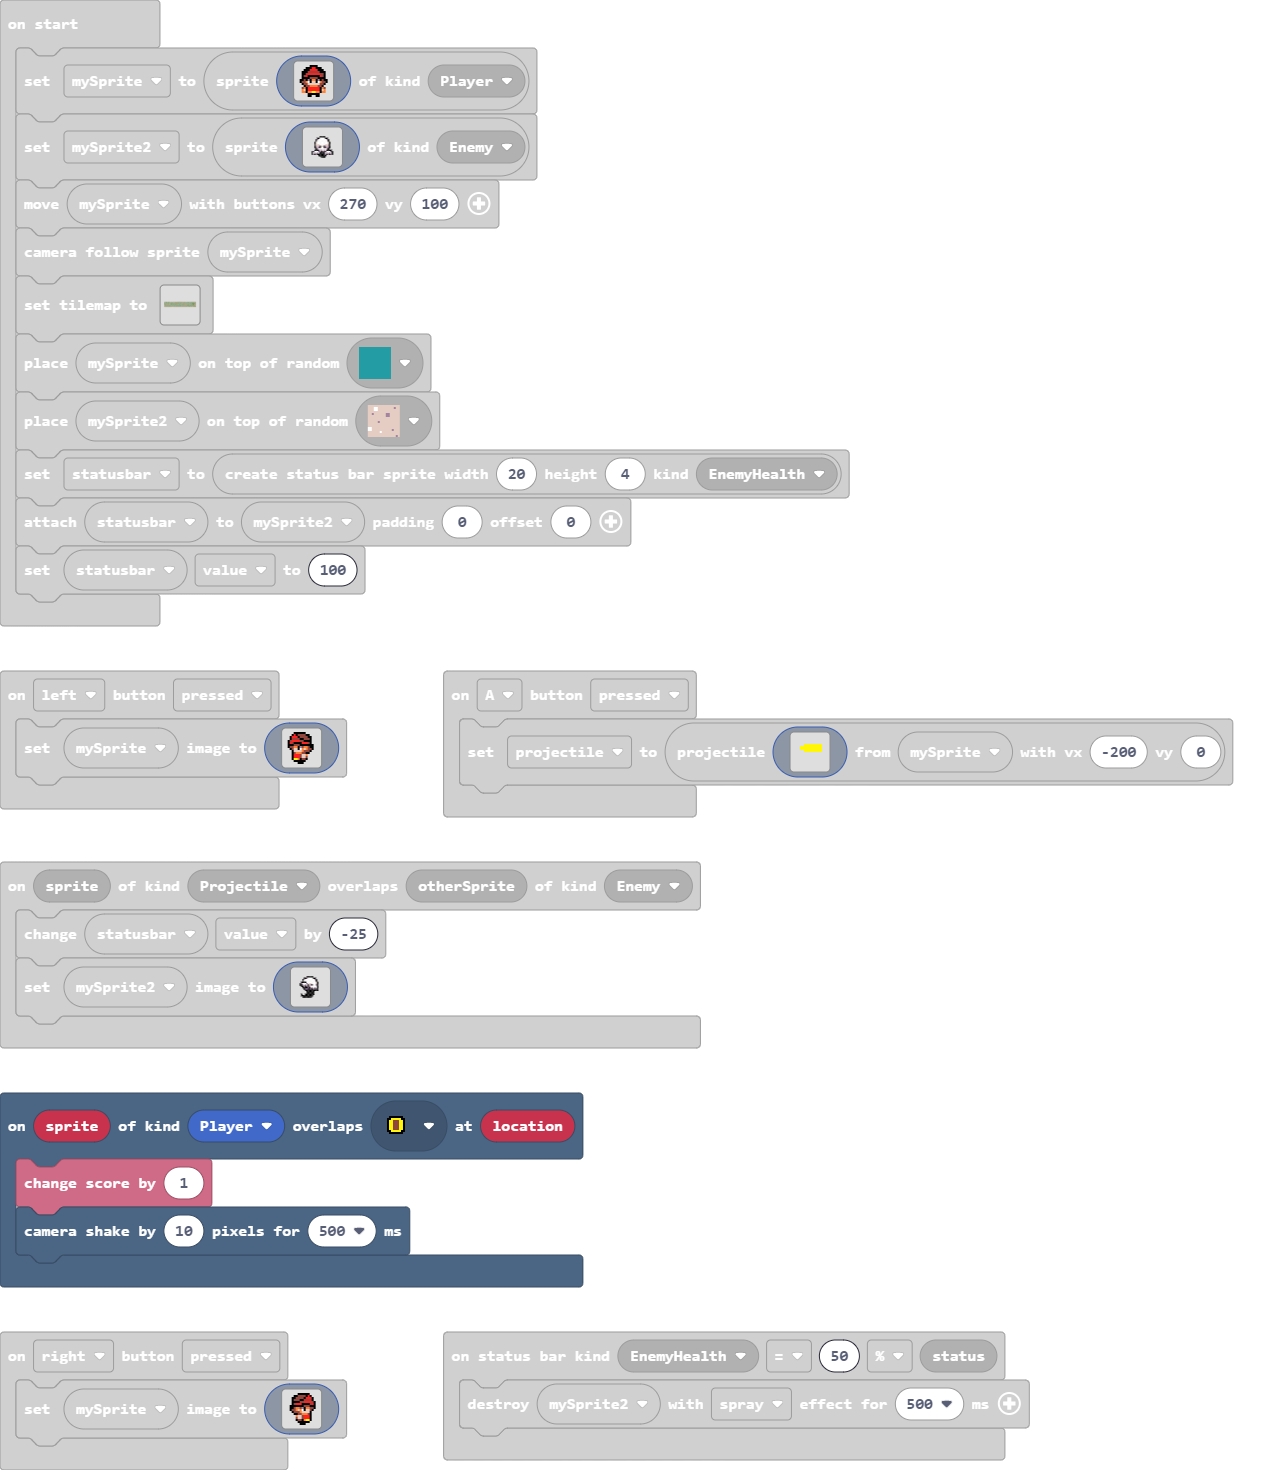 on start
set mySprite to sprite of kind Player
set mySprite2 to sprite of kind Enemy
move mySprite with buttons vx 270 vy 100
camera follow sprite mySprite
set tilemap to
place mySprite on top of random
place mySprite2 on top of random
set statusbar to create status bar sprite width 20 height 4 kind EnemyHealth
attach statusbar to mySprite2 padding 0 offset 0
set statusbar value to 100
on left button pressed
set mySprite image to
on A button pressed
set projectile to projectile from mySprite with vx -200 vy 0
on sprite of kind Projectile overlaps otherSprite of kind Enemy
change statusbar value by -25
set mySprite2 image to
on sprite of kind Player overlaps at location
change score by 1
camera shake by 10 pixels for 500 ms
on right button pressed
set mySprite image to
on status bar kind EnemyHealth = 50 % status
destroy mySprite2 with spray effect for 500 ms